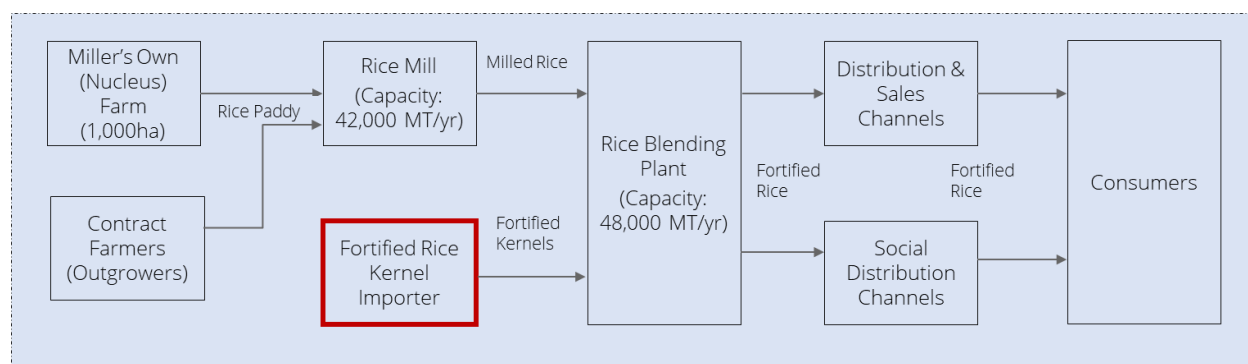 Miller's Own
(Nucleus)
Farm
(1,000ha)
Rice Paddy
Contract
Farmers
(Outgrowers)
Rice Mill
(Capacity:
42,000 MT/yr)
Milled Rice
Fortified Rice
Kernel
Importer
Fortified
Kernels
Rice Blending
Plant
(Capacity:
48,000 MT/yr)
Fortified
Rice
Distribution &
Sales
Channels
Social
Distribution
Channels
Fortified
Rice
Consumers